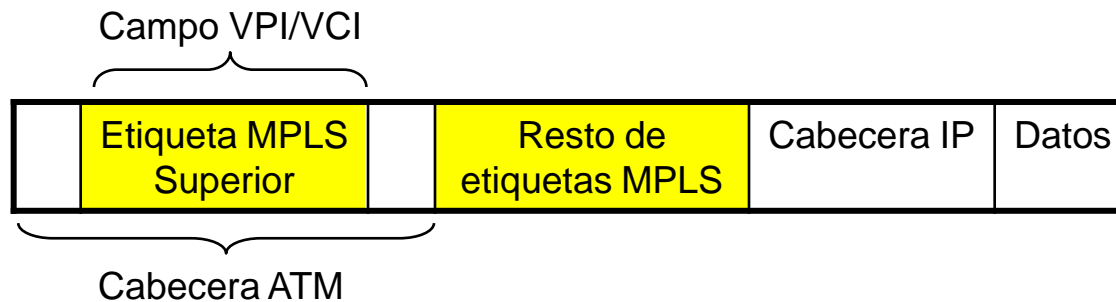 Campo VPI/VCI
Etiqueta MPLS
Superior
Resto de
etiquetas MPLS
Cabecera IP
Datos
Cabecera ATM